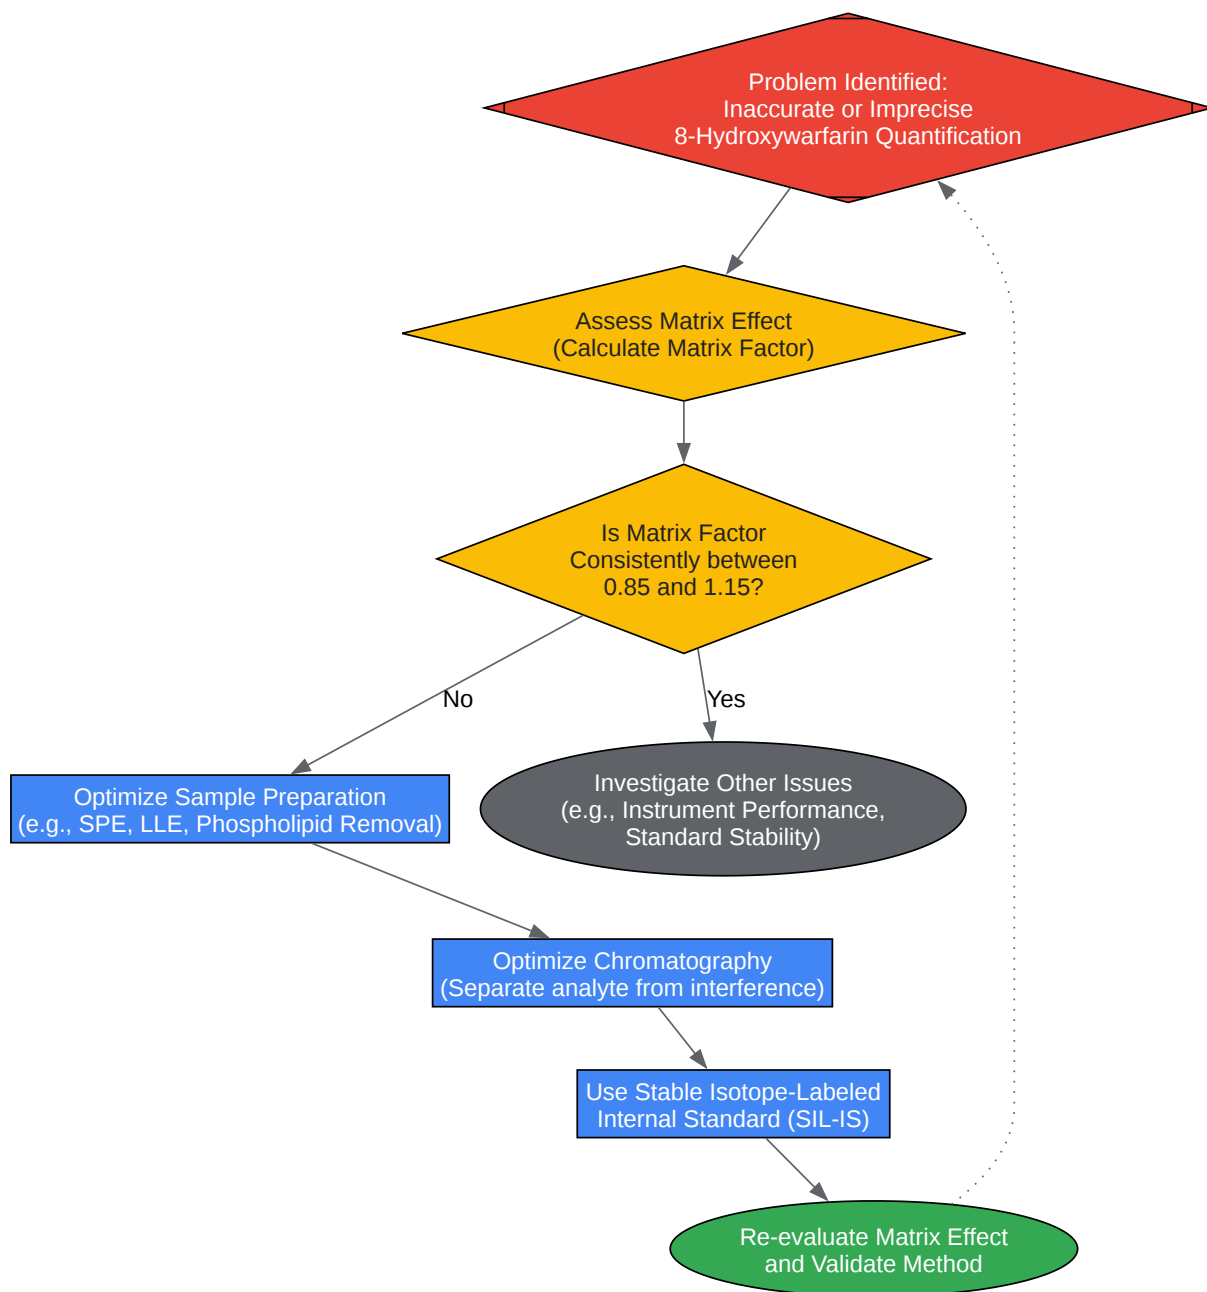 Problem Identified:
Inaccurate or Imprecise
8-Hydroxywarfarin Quantification
Assess Matrix Effect
(Calculate Matrix Factor)
Is Matrix Factor
Consistently between
0.85 and 1.15?
No
Yes
Optimize Sample Preparation
(e.g., SPE, LLE, Phospholipid Removal)
Investigate Other Issues
(e.g., Instrument Performance,
Standard Stability)
Optimize Chromatography
(Separate analyte from interference)
Use Stable Isotope-Labeled
Internal Standard (SIL-IS)
Re-evaluate Matrix Effect
and Validate Method